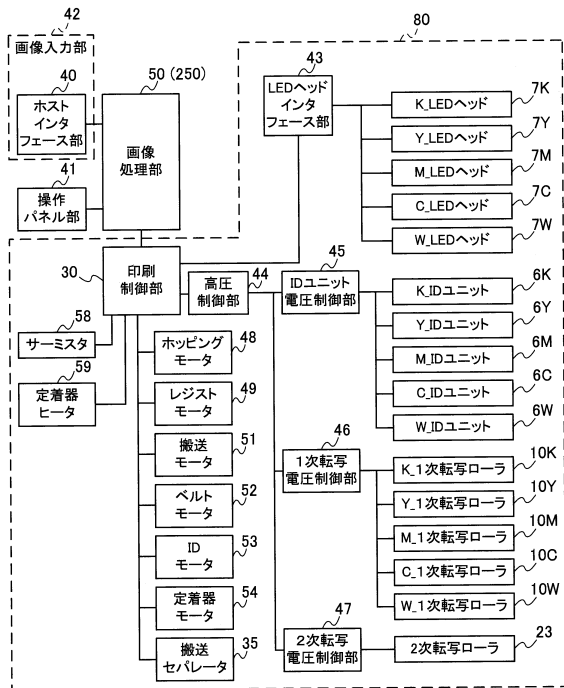 42
画像入力部
40
ホスト
インタ
フェース部
50 (250)
画像
処理部
41
操作
パネル部
80
43
LEDヘッド
インタ
フェース部
7K
K_LEDヘッド
7Y
Y_LEDヘッド
7M
M_LEDヘッド
7C
C_LEDヘッド
7W
W_LEDヘッド
30
印刷
制御部
44
高圧
制御部
45
IDユニット
電圧制御部
6K
K_IDユニット
6Y
Y_IDユニット
6M
M_IDユニット
6C
C_IDユニット
6W
W_IDユニット
58
サーミスタ
59
定着器
ヒータ
48
ホッピング
モータ
49
レジスト
モータ
51
搬送
モータ
52
ベルト
モータ
53
ID
モータ
54
定着器
モータ
35
搬送
セパレータ
46
1次転写
電圧制御部
10K
K_1次転写ローラ
10Y
Y_1次転写ローラ
10M
M_1次転写ローラ
10C
C_1次転写ローラ
10W
W_1次転写ローラ
47
2次転写
電圧制御部
23
2次転写ローラ